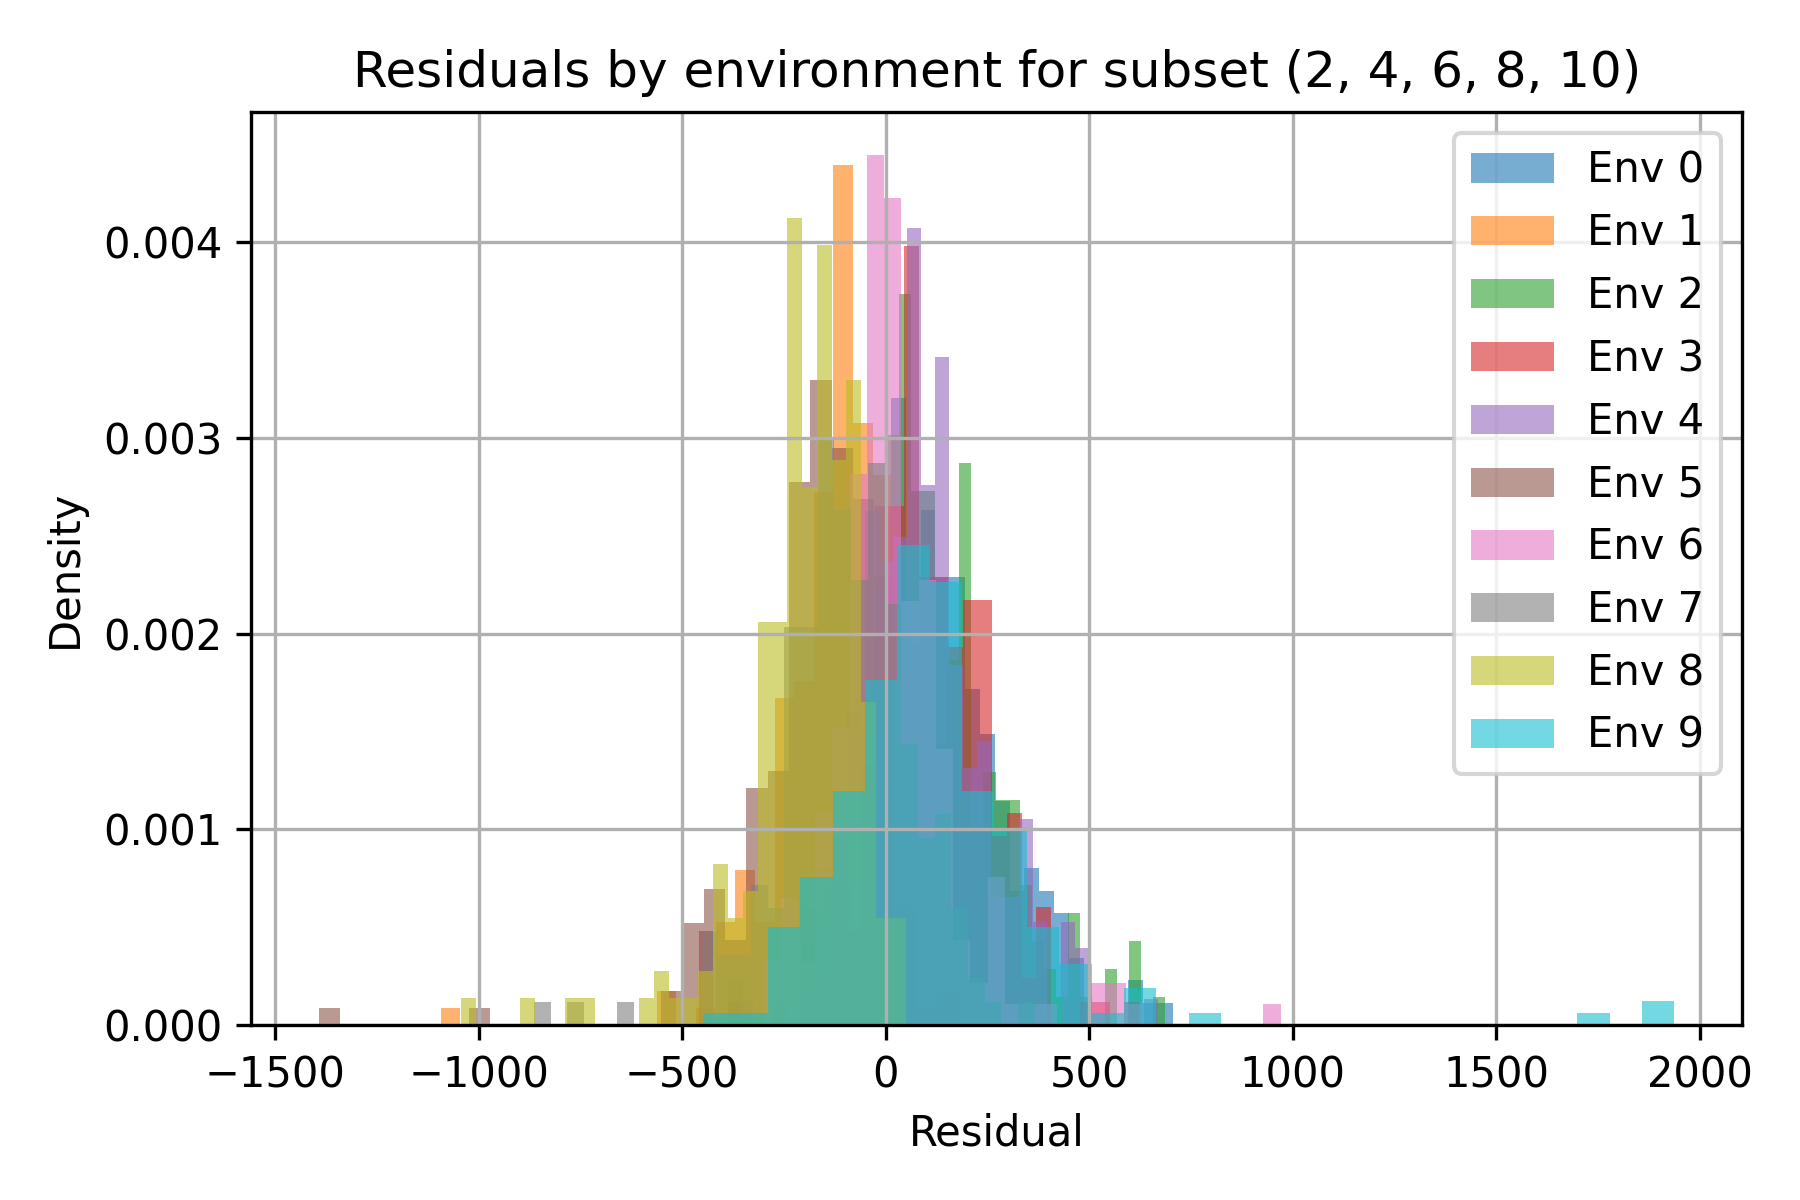 Residuals by environment for subset (2, 4, 6, 8, 10)
Env 0
Env 1
Env 2
Env 3
Env 4
Env 5
Env 6
Env 7
Env 8
Env 9
Density
0.004
0.003
0.002
0.001
0.000
−1500 −1000 −500 0 500 1000 1500 2000
Residual